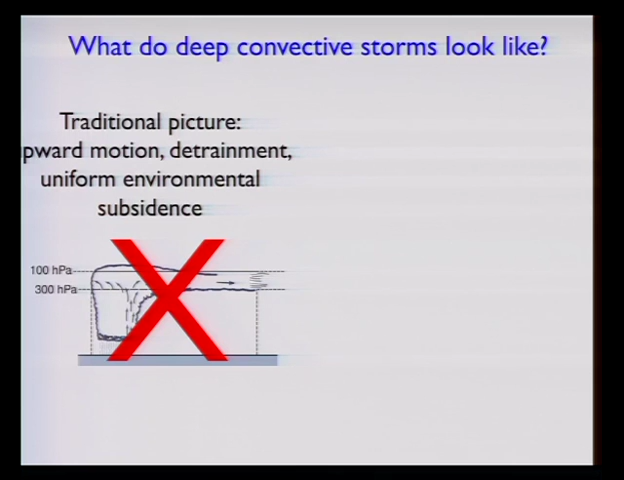 What do deep convective storms look like?
Traditional picture:
pward motion, detrainment,
uniform environmental
subsidence
100 hPa
300 hPa